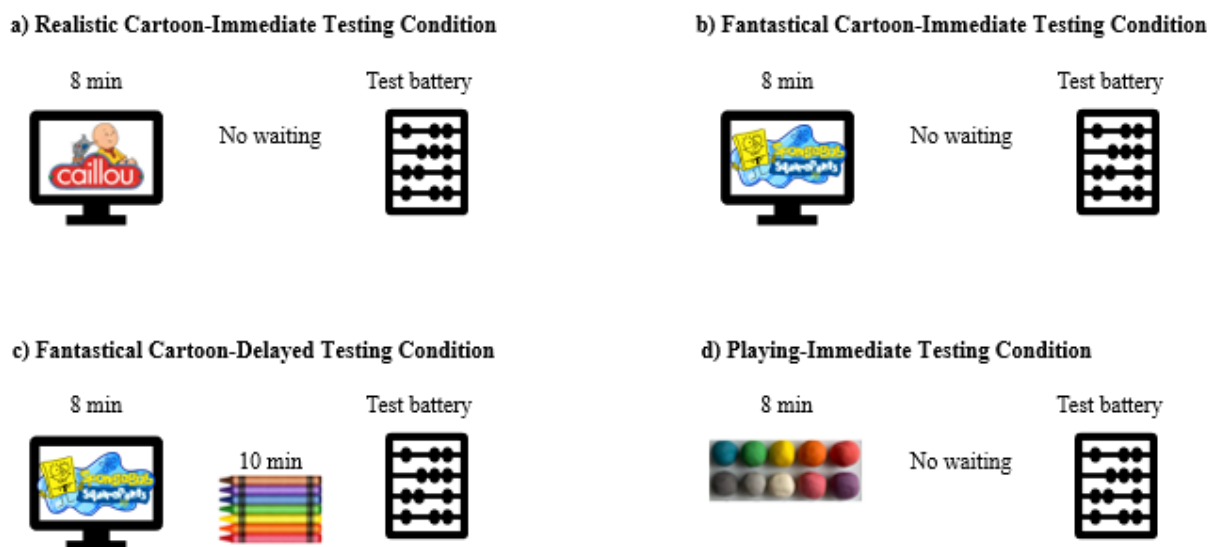 a) Realistic Cartoon-Immediate Testing Condition
8 min
Test battery
caillou
No waiting
b) Fantastical Cartoon-Immediate Testing Condition
8 min
Test battery
SpongeBob
SquarePants
No waiting
c) Fantastical Cartoon-Delayed Testing Condition
8 min
Test battery
SpongeBob
SquarePants
10 min
d) Playing-Immediate Testing Condition
8 min
Test battery
No waiting